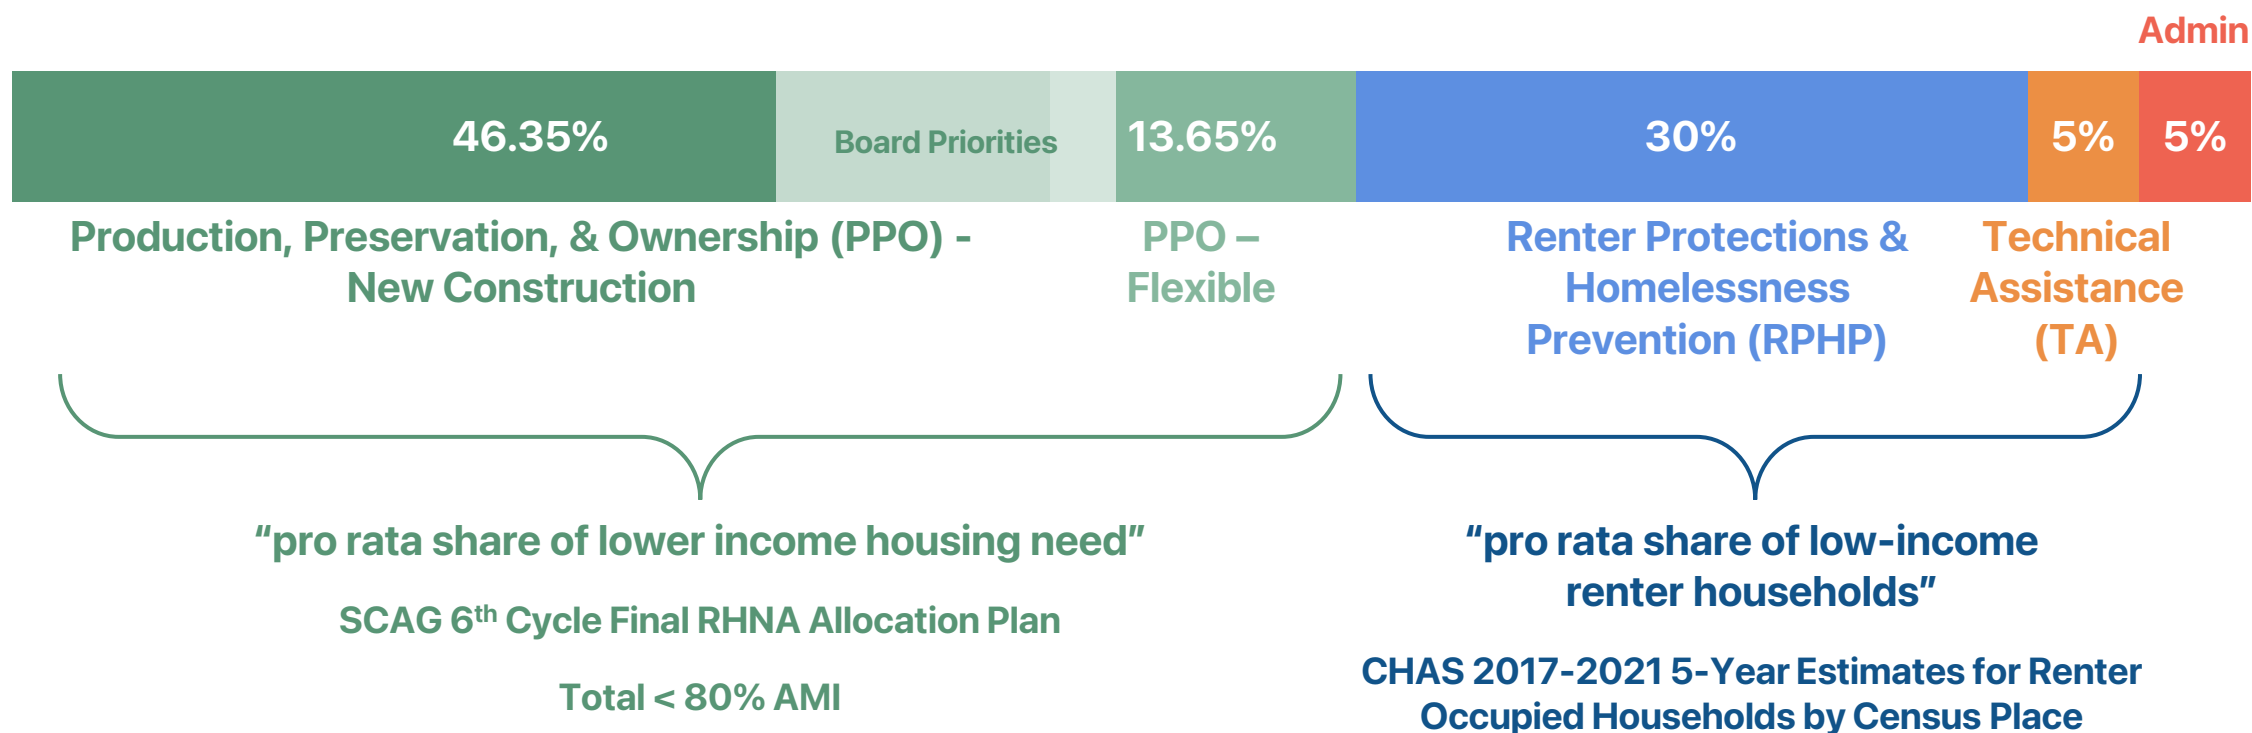 Admin
46.35%
Board Priorities
13.65%
30%
5%
5%
Production, Preservation, & Ownership (PPO) -
New Construction
PPO –
Flexible
Renter Protections &
Homelessness
Prevention (RPHP)
Technical
Assistance
(TA)
“pro rata share of lower income housing need”
SCAG 6th Cycle Final RHNA Allocation Plan
Total < 80% AMI
“pro rata share of low-income
renter households”
CHAS 2017-2021 5-Year Estimates for Renter
Occupied Households by Census Place